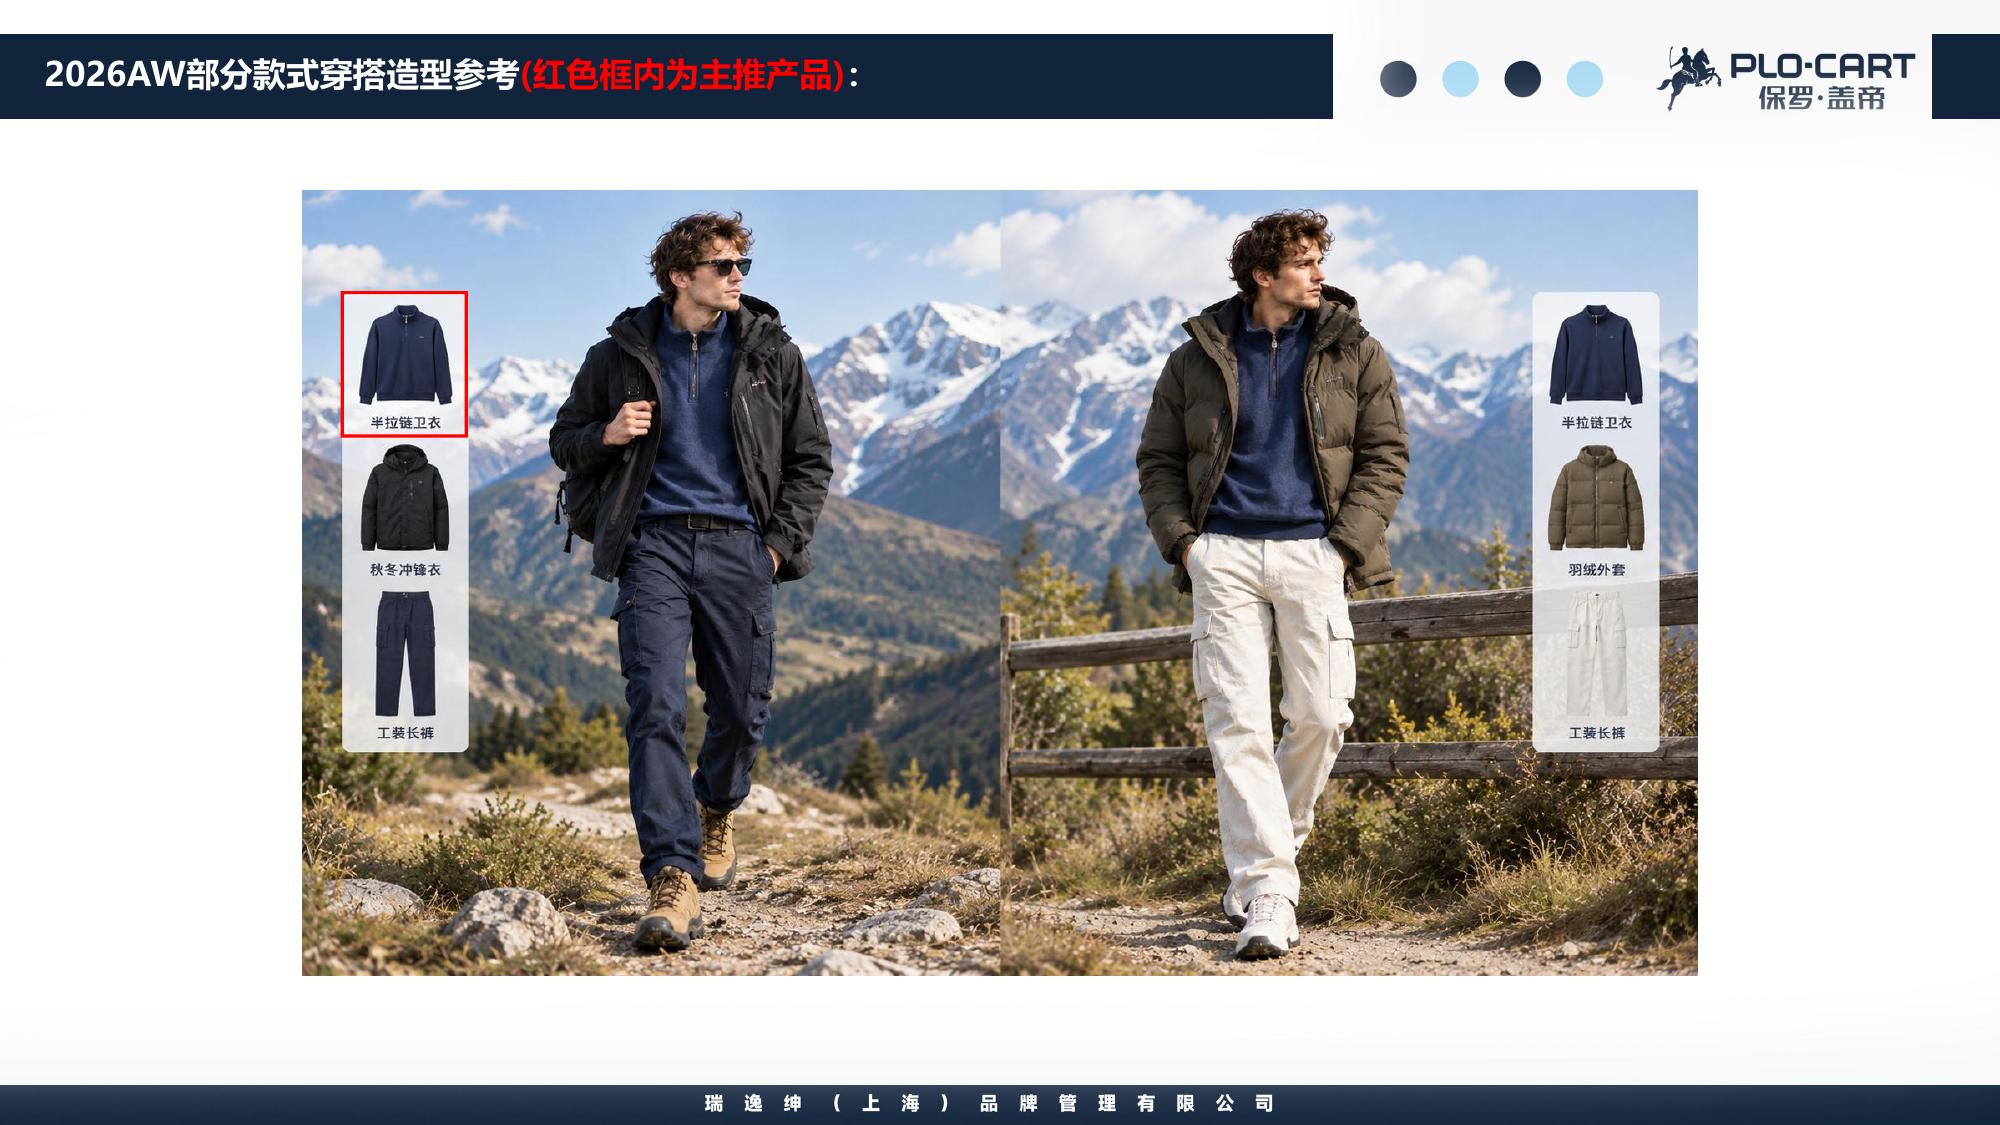 2026AW部分款式穿搭造型参考(红色框内为主推产品)：
PLO·CART
保罗·盖帝
半拉链卫衣
秋冬冲锋衣
工装长裤
半拉链卫衣
羽绒外套
工装长裤
瑞逸绅（上海）品牌管理有限公司